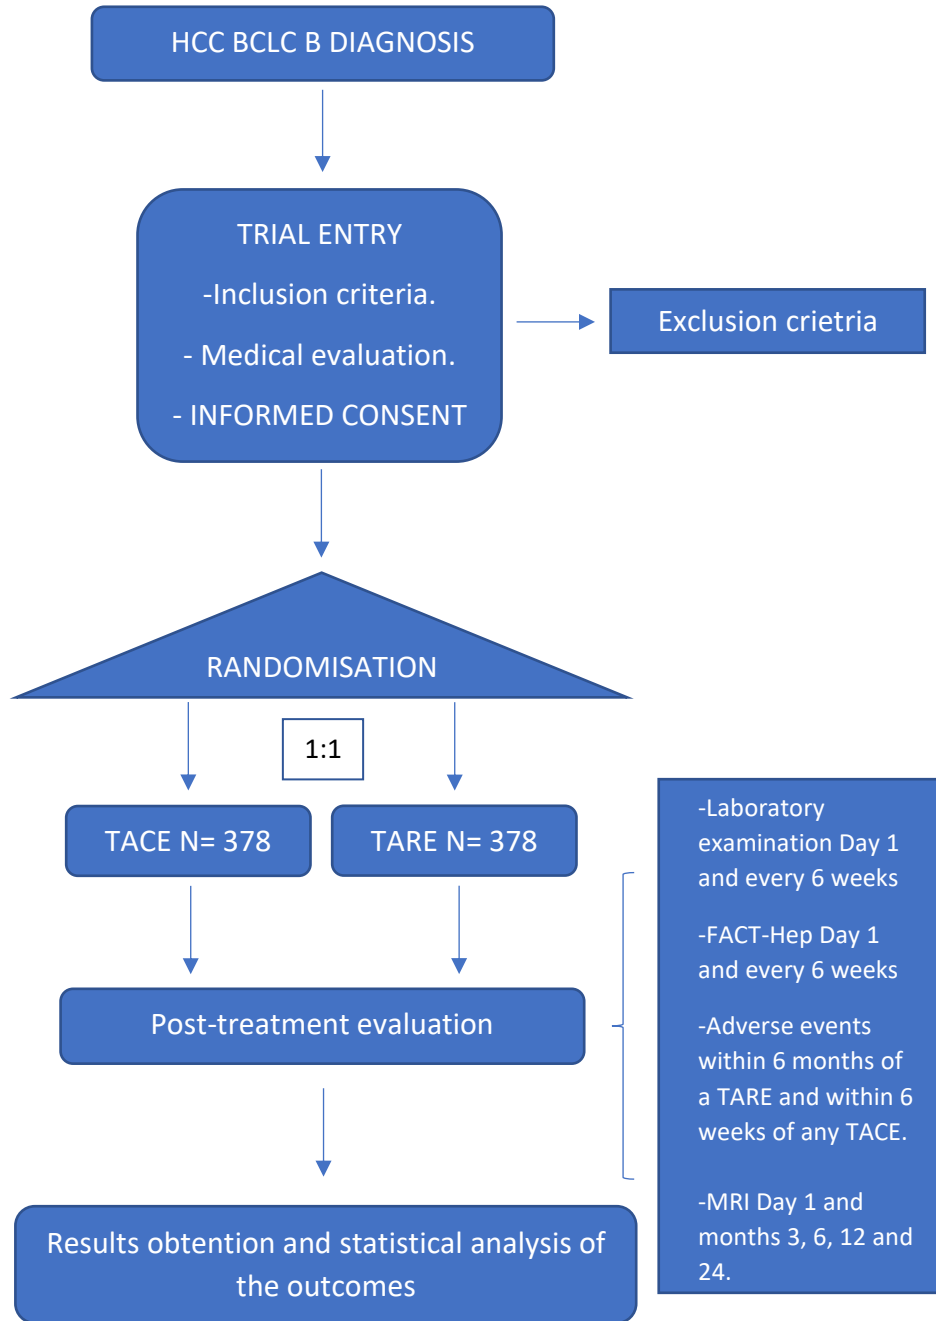 HCC BCLC B DIAGNOSIS
TRIAL ENTRY
-Inclusion criteria.
- Medical evaluation.
- INFORMED CONSENT
Exclusion crietria
RANDOMISATION
1:1
TACE N= 378
TARE N= 378
Post-treatment evaluation
-Laboratory
examination Day 1
and every 6 weeks
-FACT-Hep Day 1
and every 6 weeks
-Adverse events
within 6 months of
a TARE and within 6
weeks of any TACE.
-MRI Day 1 and
months 3, 6, 12 and
24.
Results obtention and statistical analysis of
the outcomes